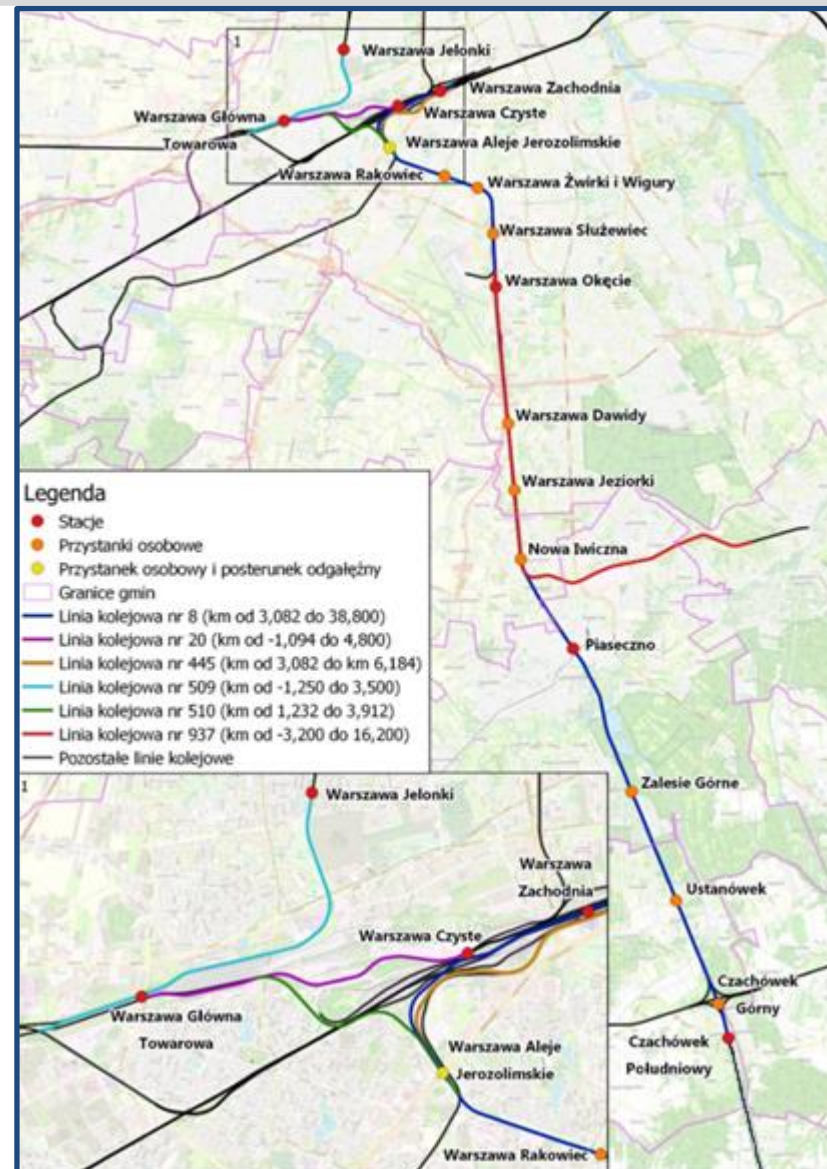 1
Warszawa Jelonki
Warszawa Zachodnia
Warszawa Główna
Towarowa
Warszawa Czyste
Warszawa Aleje Jerozolimskie
Warszawa Rakowiec
Warszawa Żwirki i Wigury
Warszawa Służewiec
Warszawa Okęcie
Warszawa Dawidy
Warszawa Jeziorki
Nowa Iwiczna
Piaseczno
Zalesie Górne
Ustanówek
Czachówek
Górny
Czachówek
Południowy
Legenda
Stacje
Przystanki osobowe
Przystanek osobowy i posterunek odgałęźny
Granice gmin
Linia kolejowa nr 8 (km od 3,082 do 38,800)
Linia kolejowa nr 20 (km od -1,094 do 4,800)
Linia kolejowa nr 445 (km od 3,082 do km 6,184)
Linia kolejowa nr 509 (km od -1,250 do 3,500)
Linia kolejowa nr 510 (km od 1,232 do 3,912)
Linia kolejowa nr 937 (km od -3,200 do 16,200)
Pozostałe linie kolejowe
1
Warszawa Jelonki
Warszawa
Zachodnia
Warszawa Czyste
Warszawa Główna
Towarowa
Warszawa Aleje
Jerozolimskie
Warszawa Rakowiec